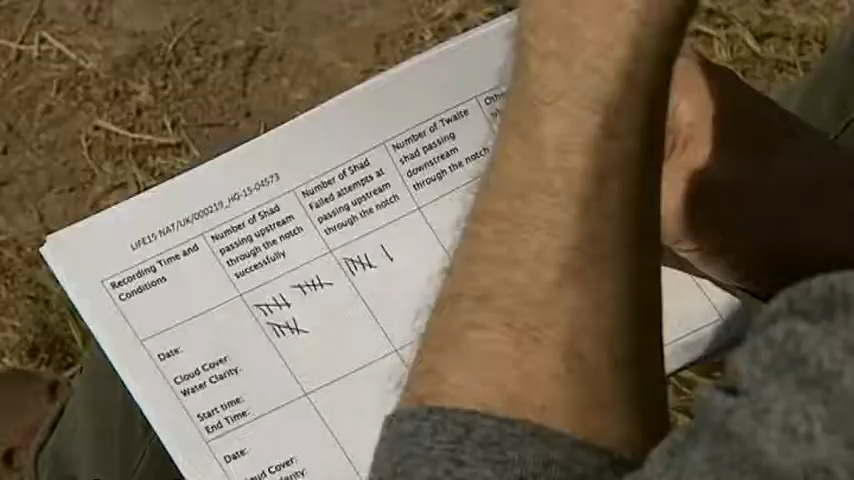 LIFE15 NAT/UK/000219_HG-15-04573
Recording Time and
Conditions
Number of Shad
passing upstream
through the notch
successfully
Number of Shad
Failed attempts at
passing upstream
through the notch
Number of Twaite
shad passing
downstream
through the notch
Date:
Cloud Cover:
Water Clarity:
Start time:
End Time:
Date:
Cover: